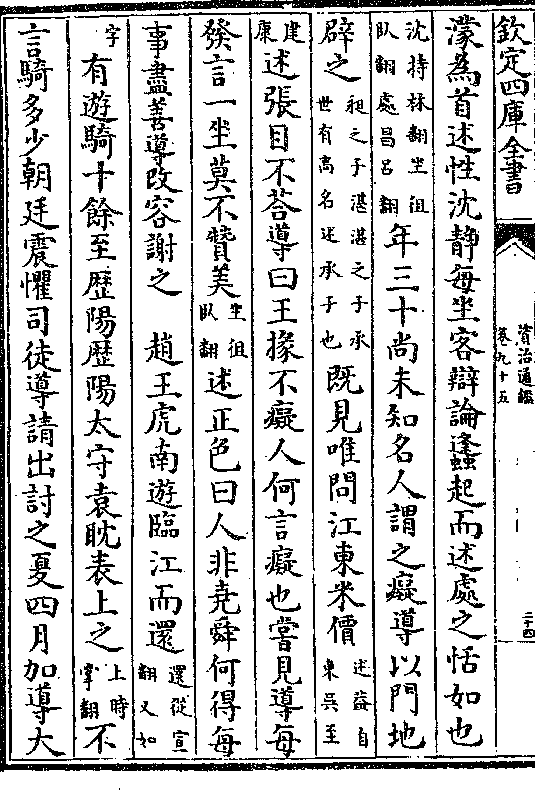 欽定四庫全書
資治通鑑
卷九十五
二十四
濛為首述性沈靜每坐客辯論蠭起而述處之恬如也
沈持林翻坐徂
臥翻處昌呂翻
年三十尚未知名人謂之癡導以門地
辟之
昶之子湛湛之子承
世有高名述承子也
既見唯問江東米價
述蓋自
東吳至
建
康
述張目不荅導曰王掾不癡人何言癡也嘗見導每
發言一坐莫不贊美
坐徂
臥翻
述正色曰人非堯舜何得每
事盡善導改容謝之　趙王虎南遊臨江而還
還從宣
翻又如
字
有遊騎十餘至歷陽歷陽太守袁耽表上之
上時
掌翻
不
言騎多少朝廷震懼司徒導請出討之夏四月加導大